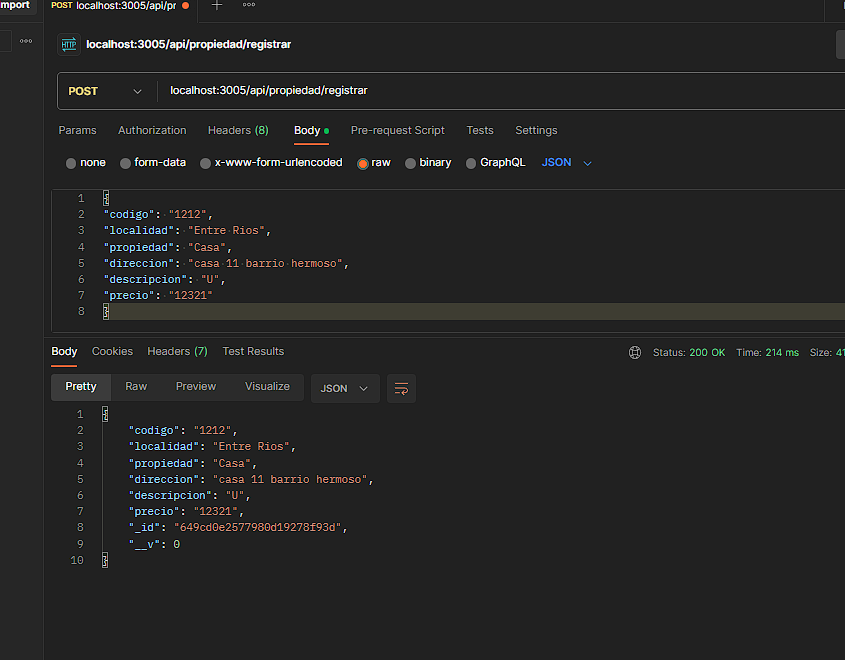 mport
POST localhost:3005/api/pr
HTTP localhost:3005/api/propiedad/registrar
POST localhost:3005/api/propiedad/registrar
Params Authorization Headers (8) Body Pre-request Script Tests Settings
none form-data x-www-form-urlencoded raw binary GraphQL JSON
1 {
2 "codigo": "1212",
3 "localidad": "Entre Rios",
4 "propiedad": "Casa",
5 "direccion": "casa 11 barrio hermoso",
6 "descripcion": "U",
7 "precio": "12321"
8 }
Body Cookies Headers (7) Test Results Status: 200 OK Time: 214 ms Size: 41
Pretty Raw Preview Visualize JSON
1 {
2 "codigo": "1212",
3 "localidad": "Entre Rios",
4 "propiedad": "Casa",
5 "direccion": "casa 11 barrio hermoso",
6 "descripcion": "U",
7 "precio": "12321",
8 "_id": "649cd0e2577980d19278f93d",
9 "__v": 0
10 }